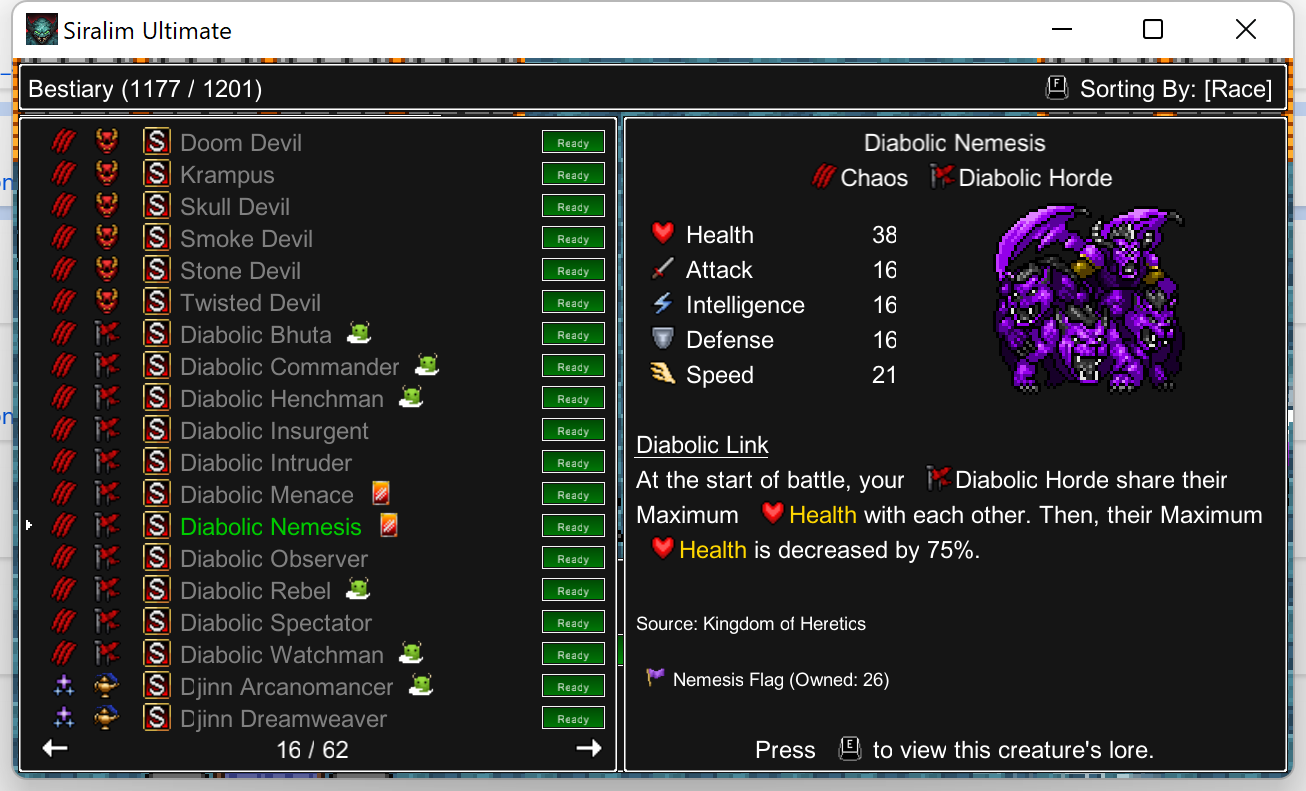 Siralim Ultimate
Bestiary (1177 / 1201)
F Sorting By: [Race]
S Doom Devil Ready
S Krampus Ready
S Skull Devil Ready
S Smoke Devil Ready
S Stone Devil Ready
S Twisted Devil Ready
S Diabolic Bhuta Ready
S Diabolic Commander Ready
S Diabolic Henchman Ready
S Diabolic Insurgent Ready
S Diabolic Intruder Ready
S Diabolic Menace Ready
S Diabolic Nemesis Ready
S Diabolic Observer Ready
S Diabolic Rebel Ready
S Diabolic Spectator Ready
S Diabolic Watchman Ready
S Djinn Arcanomancer Ready
S Djinn Dreamweaver Ready
16 / 62
Diabolic Nemesis
Chaos Diabolic Horde
Health 38
Attack 16
Intelligence 16
Defense 16
Speed 21
Diabolic Link
At the start of battle, your Diabolic Horde share their
Maximum Health with each other. Then, their Maximum
Health is decreased by 75%.
Source: Kingdom of Heretics
Nemesis Flag (Owned: 26)
Press E to view this creature's lore.